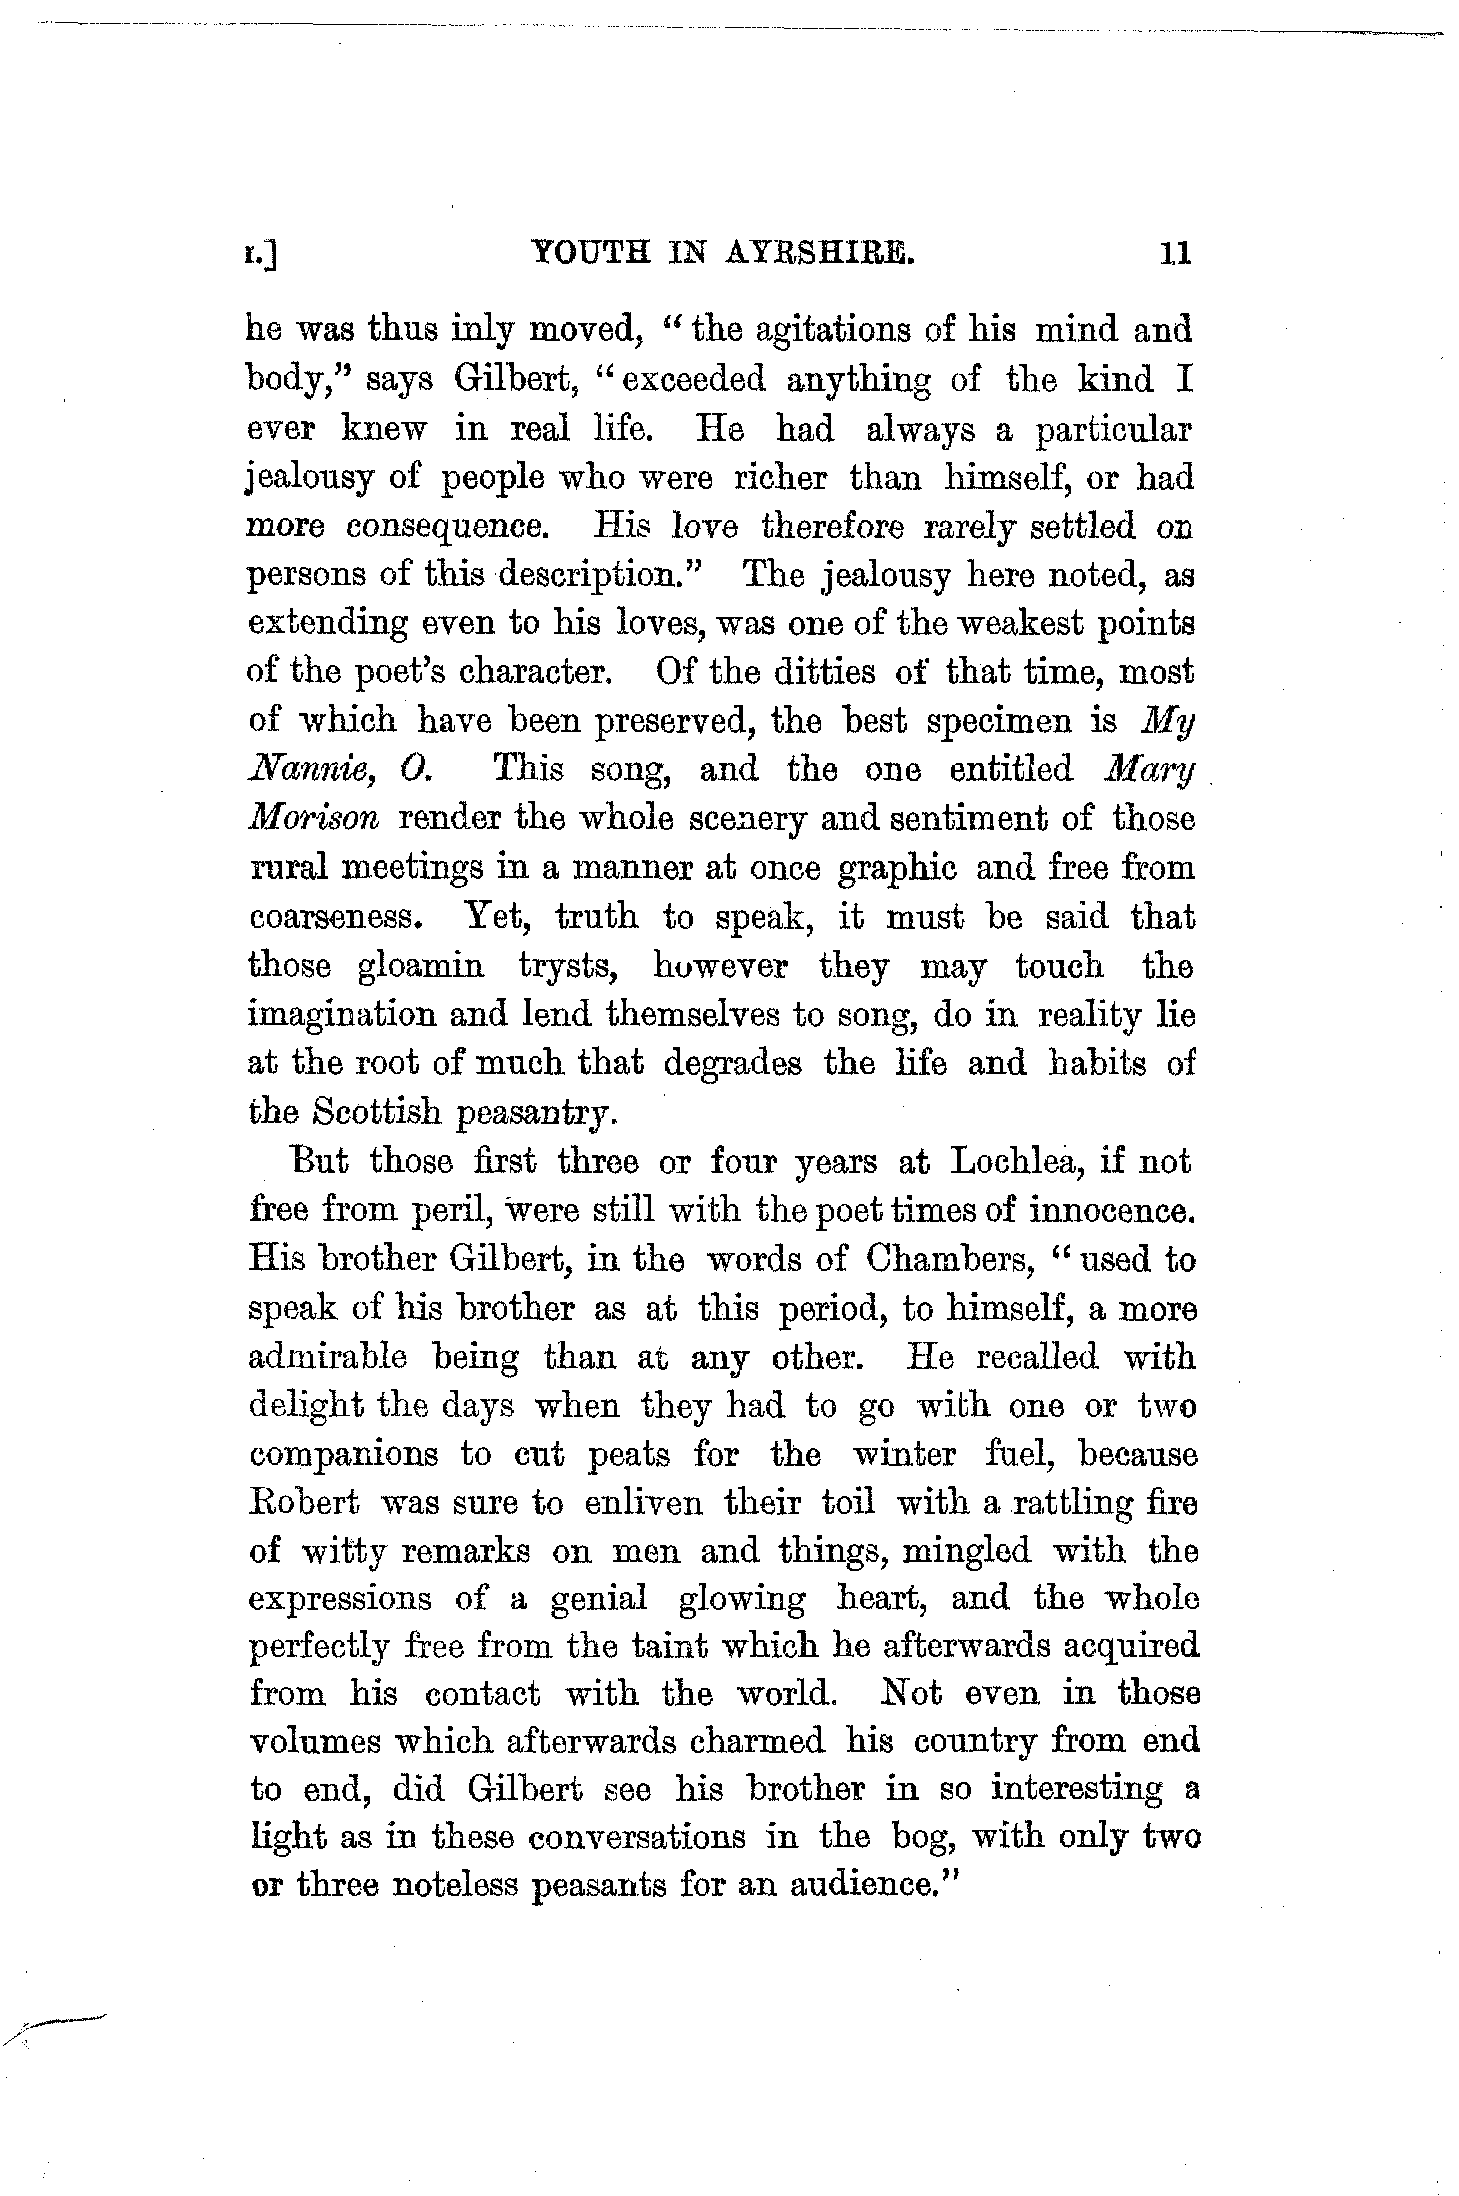 I.] YOUTH IN AYRSHIRE. 11
he was thus inly moved, “ the agitations of his mind and
body,” says Gilbert, “ exceeded anything of the kind I
ever knew in real life. He had always a particular
jealousy of people who were richer than himself, or had
more consequence. His love therefore rarely settled on
persons of this description.” The jealousy here noted, as
extending even to his loves, was one of the weakest points
of the poet’s character. Of the ditties of that time, most
of which have been preserved, the best specimen is My
Nannie, O. This song, and the one entitled Mary
Morison render the whole scenery and sentiment of those
rural meetings in a manner at once graphic and free from
coarseness. Yet, truth to speak, it must be said that
those gloamin trysts, however they may touch the
imagination and lend themselves to song, do in reality lie
at the root of much that degrades the life and habits of
the Scottish peasantry.
But those first three or four years at Lochlea, if not
free from peril, were still with the poet times of innocence.
His brother Gilbert, in the words of Chambers, “ used to
speak of his brother as at this period, to himself, a more
admirable being than at any other. He recalled with
delight the days when they had to go with one or two
companions to cut peats for the winter fuel, because
Robert was sure to enliven their toil with a rattling fire
of witty remarks on men and things, mingled with the
expressions of a genial glowing heart, and the whole
perfectly free from the taint which he afterwards acquired
from his contact with the world. Not even in those
volumes which afterwards charmed his country from end
to end, did Gilbert see his brother in so interesting a
light as in these conversations in the bog, with only two
or three noteless peasants for an audience.”